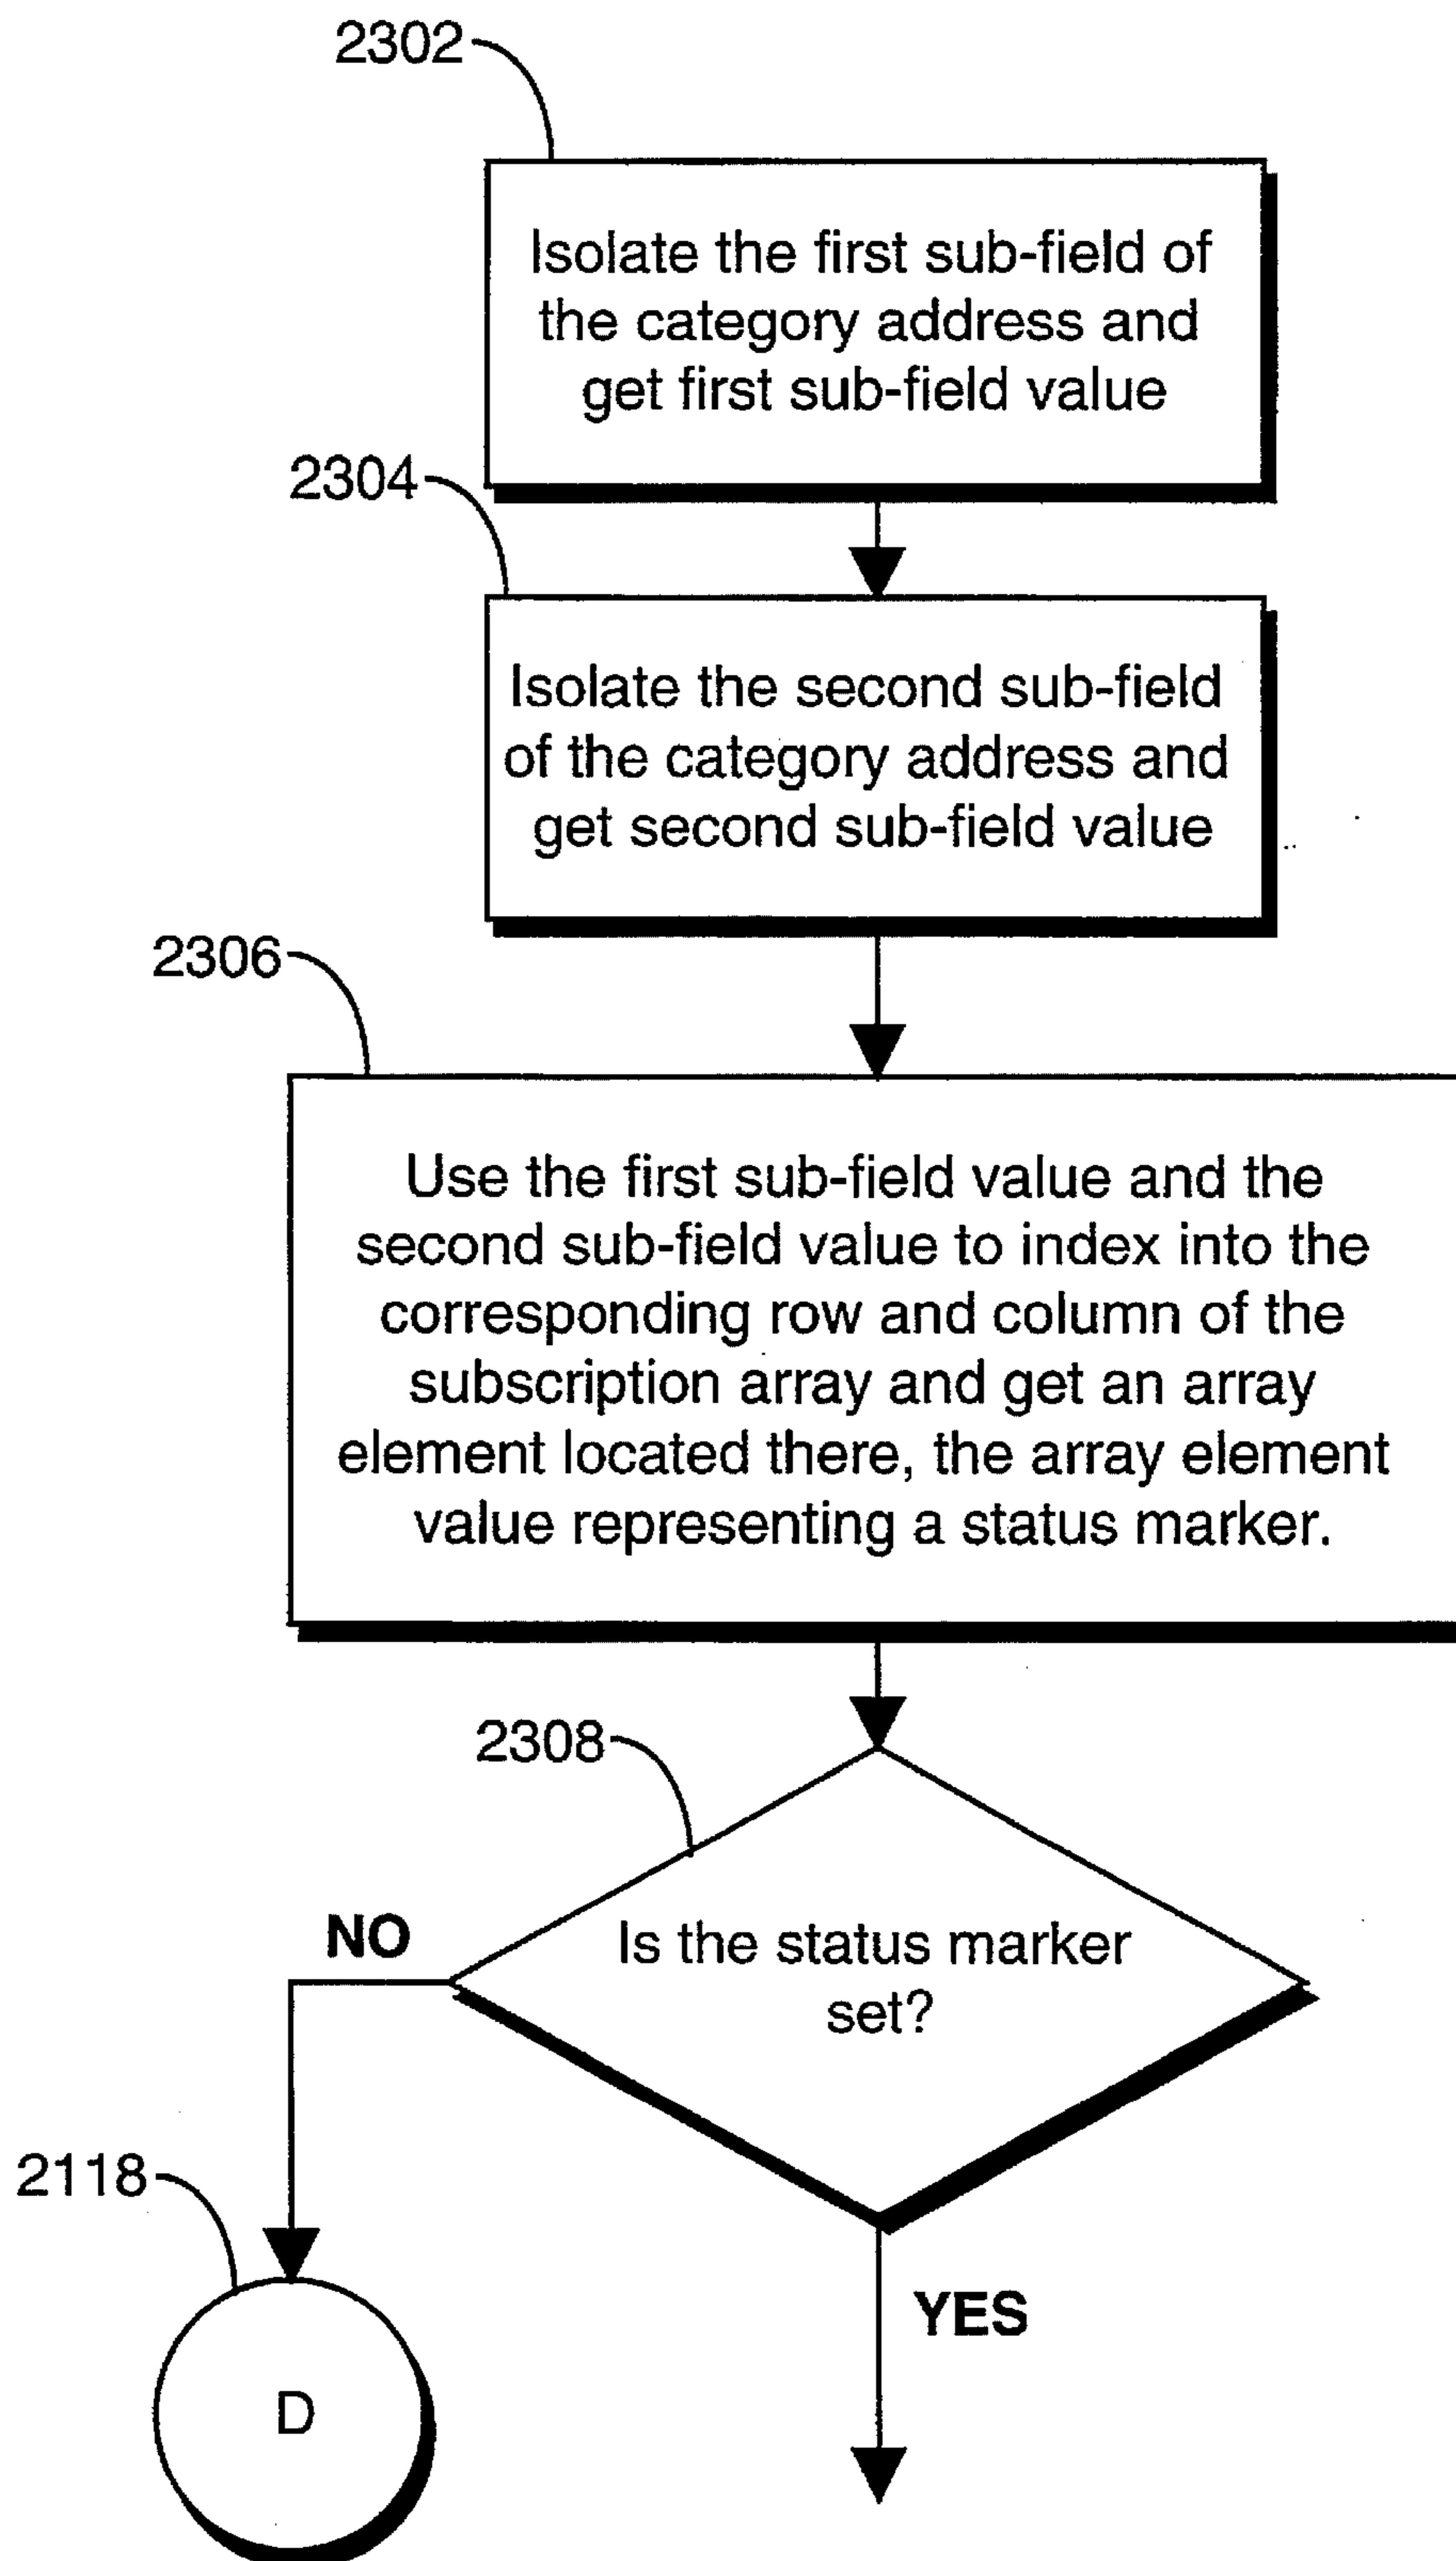 2302
Isolate the first sub-field of
the category address and
get first sub-field value
2304
Isolate the second sub-field
of the category address and
get second sub-field value
2306
Use the first sub-field value and the
second sub-field value to index into the
corresponding row and column of the
subscription array and get an array
element located there, the array element
value representing a status marker.
2308
NO
Is the status marker
set?
2118
YES
D